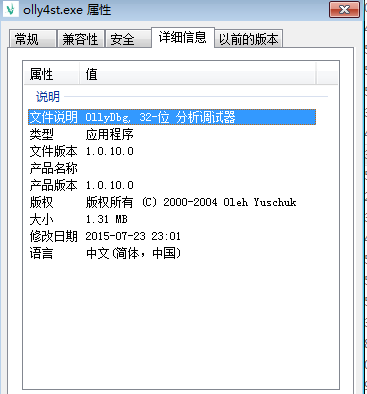 olly4st.exe 属性
常规 兼容性 安全 详细信息 以前的版本
属性 值
说明
文件说明 OllyDbg, 32-位 分析调试器
类型 应用程序
文件版本 1.0.10.0
产品名称
产品版本 1.0.10.0
版权 版权所有 (C) 2000-2004 Oleh Yuschuk
大小 1.31 MB
修改日期 2015-07-23 23:01
语言 中文(简体，中国)